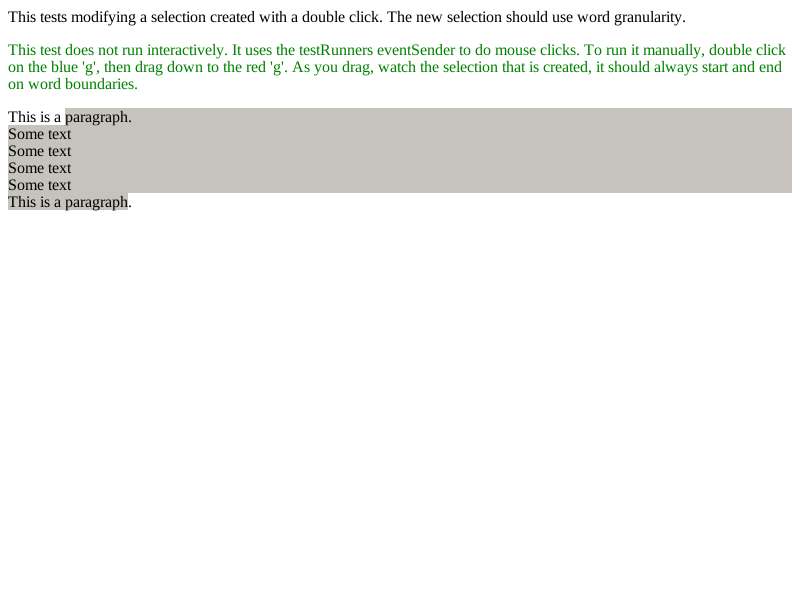 This tests modifying a selection created with a double click. The new selection should use word granularity.
This test does not run interactively. It uses the testRunners eventSender to do mouse clicks. To run it manually, double click
on the blue 'g', then drag down to the red 'g'. As you drag, watch the selection that is created, it should always start and end
on word boundaries.
This is a paragraph.
Some text
Some text
Some text
Some text
This is a paragraph.